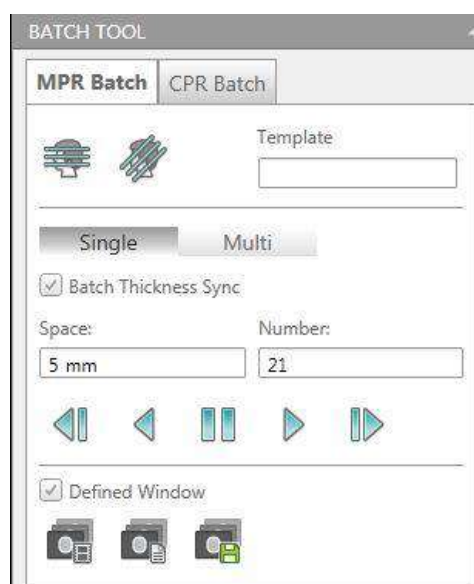 BATCH TOOL
MPR Batch CPR Batch
Template
Single Multi
Batch Thickness Sync
Space: Number:
5 mm 21
Defined Window